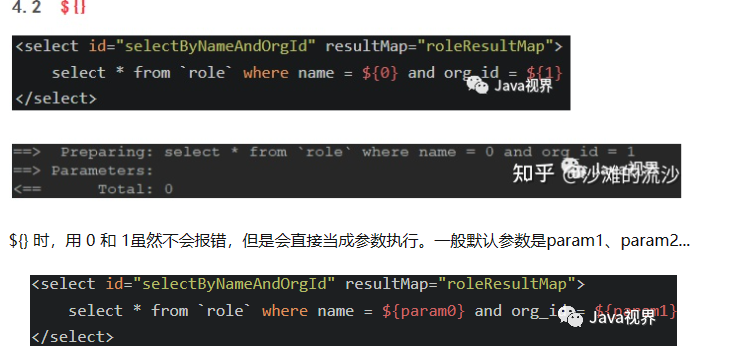 4. 2 ${}
<select id="selectByNameAndOrgId" resultMap="roleResultMap">
select * from `role` where name = ${0} and org_id = ${1}
Java视界
</select>
==> Preparing: select * from `role` where name = 0 and org id = 1
==> Parameters:
知乎 @沙滩的流沙
<== Total: 0
${} 时，用 0 和 1虽然不会报错，但是会直接当成参数执行。一般默认参数是param1、param2...
<select id="selectByNameAndOrgId" resultMap="roleResultMap">
select * from `role` where name = ${param0} and org_id = ${param1}
Java视界
</select>